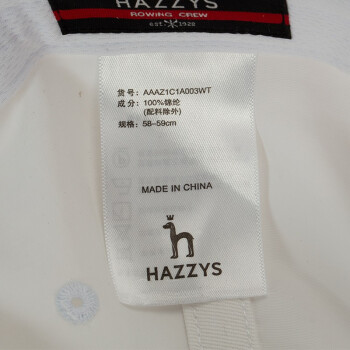 HAZZYS
ROWING CREW
EST 1928
货号: AAAZ1C1A003WT
成分: 100%锦纶
(配料除外)
规格: 58-59cm
MADE IN CHINA
HAZZYS